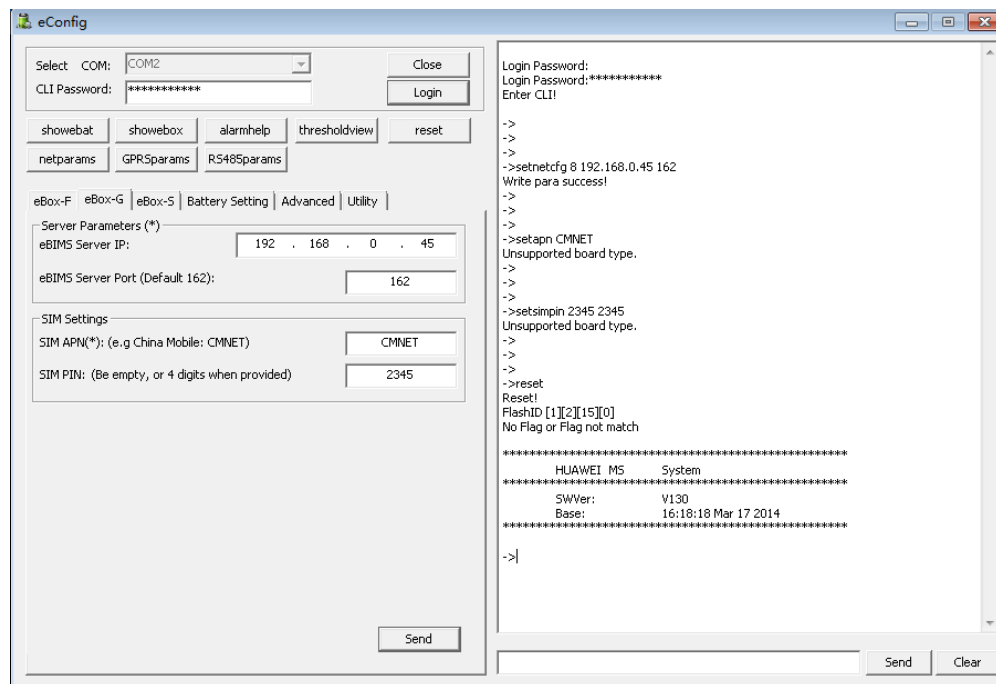 eConfig
Select COM: COM2 Close
CLI Password: *********** Login
showebat showebox alarmhelp thresholdview reset
netparams GPRSparams RS485params
eBox-F eBox-G eBox-S Battery Setting Advanced Utility
Server Parameters (*)
eBIMS Server IP: 192 . 168 . 0 . 45
eBIMS Server Port (Default 162): 162
SIM Settings
SIM APN(*): (e.g China Mobile: CMNET) CMNET
SIM PIN: (Be empty, or 4 digits when provided) 2345
Send
Login Password:
Login Password:***********
Enter CLI!
->
->
->
->setnetcfg 8 192.168.0.45 162
Write para success!
->
->
->
->setapn CMNET
Unsupported board type.
->
->
->
->setsimpin 2345 2345
Unsupported board type.
->
->
->
->reset
Reset!
FlashID [1][2][15][0]
No Flag or Flag not match
*******************************************************
HUAWEI MS System
*******************************************************
SWVer: V130
Base: 16:18:18 Mar 17 2014
*******************************************************
->
Send Clear